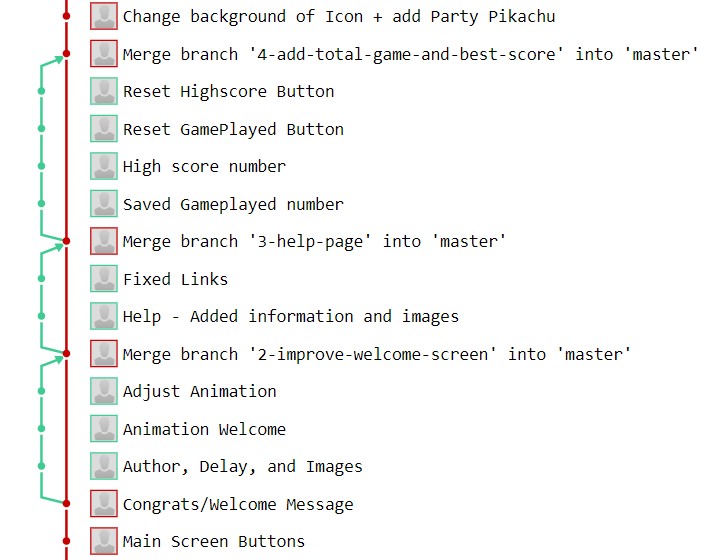 Change background of Icon + add Party Pikachu
Merge branch '4-add-total-game-and-best-score' into 'master'
Reset Highscore Button
Reset GamePlayed Button
High score number
Saved Gameplayed number
Merge branch '3-help-page' into 'master'
Fixed Links
Help - Added information and images
Merge branch '2-improve-welcome-screen' into 'master'
Adjust Animation
Animation Welcome
Author, Delay, and Images
Congrats/Welcome Message
Main Screen Buttons